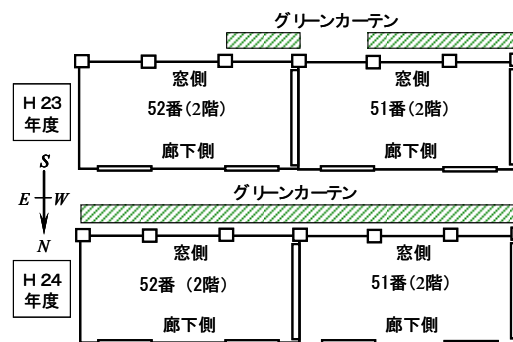 グリーンカーテン
H 23
年度
窓側
52番(2階)
廊下側
窓側
51番(2階)
廊下側
S
E W
N
グリーンカーテン
H 24
年度
窓側
52番 (2階)
廊下側
窓側
51番(2階)
廊下側